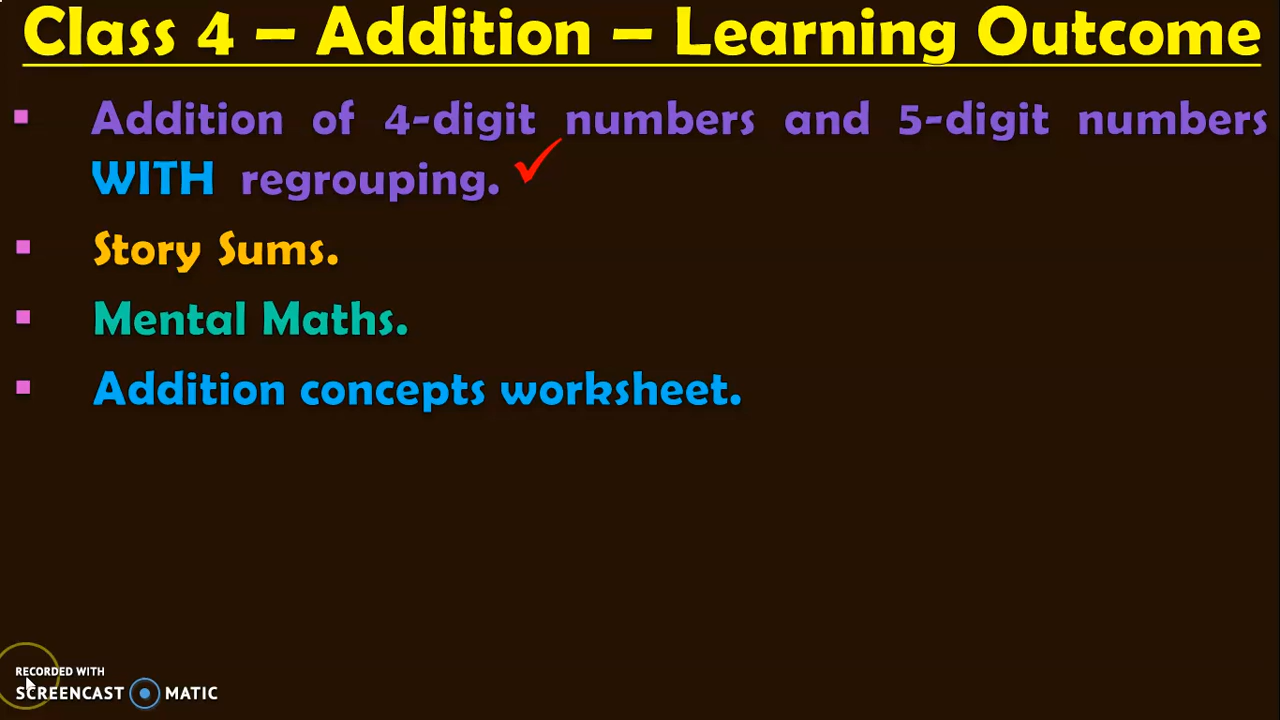 Class 4 – Addition – Learning Outcome
▪ Addition of 4-digit numbers and 5-digit numbers
WITH regrouping. ✓
▪ Story Sums.
▪ Mental Maths.
▪ Addition concepts worksheet.
RECORDED WITH
SCREENCAST MATIC